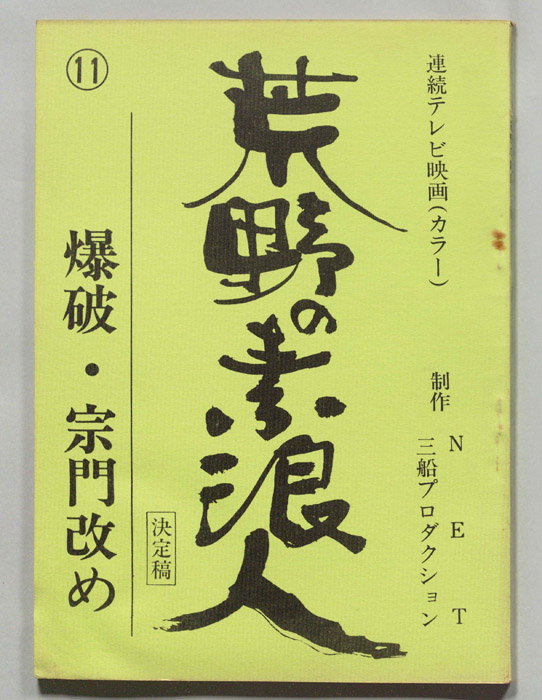 連続テレビ映画（カラー）
制作 NET
三船プロダクション
荒野の素浪人
決定稿
⑪
爆破・宗門改め